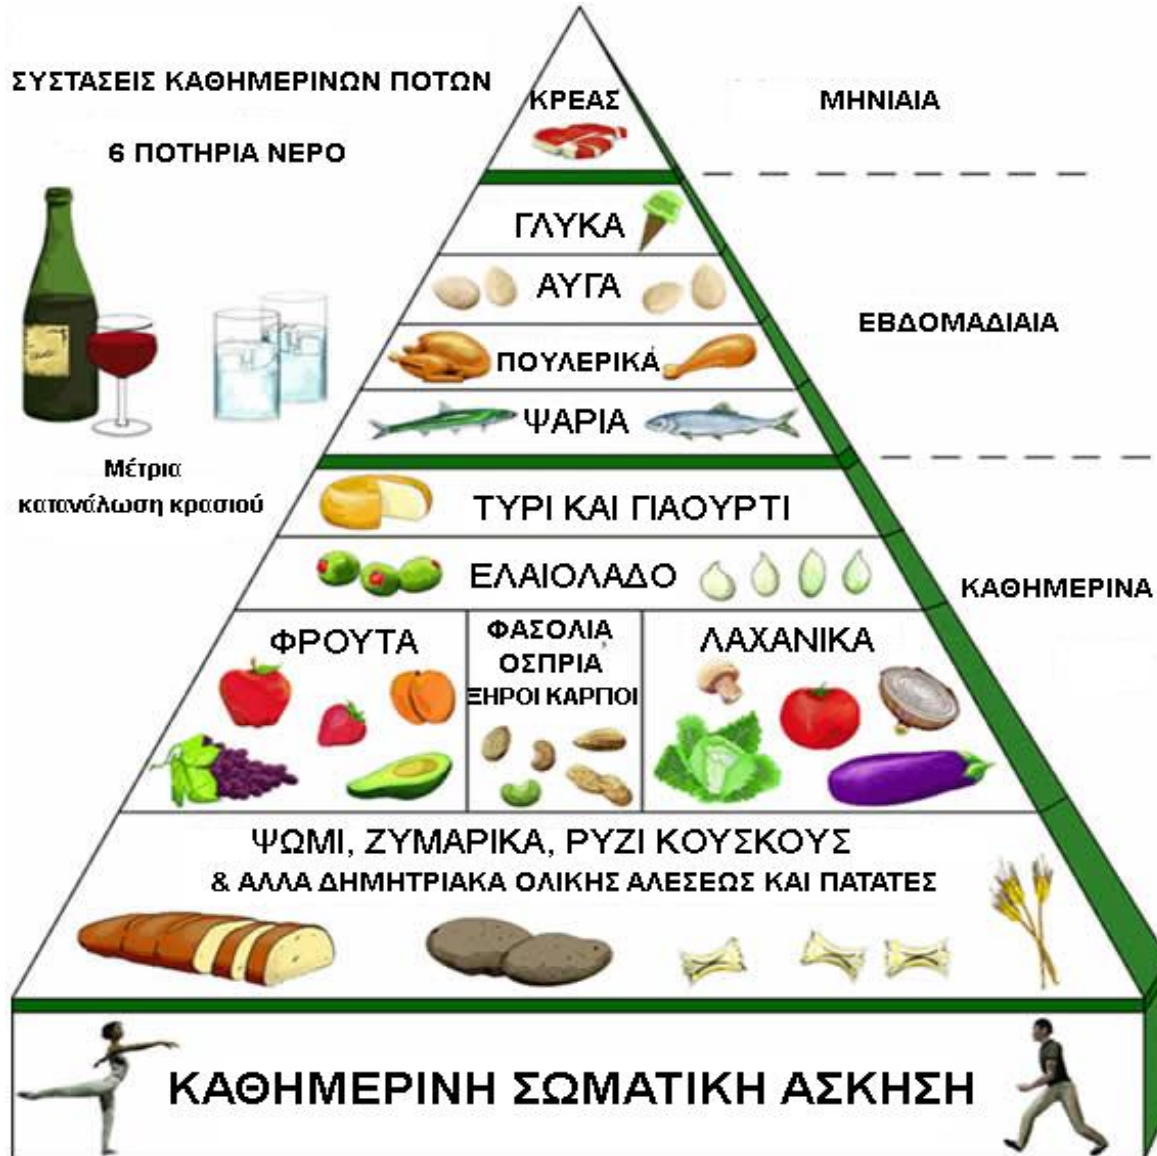 ΣΥΣΤΑΣΕΙΣ ΚΑΘΗΜΕΡΙΝΩΝ ΠΟΤΩΝ
6 ΠΟΤΗΡΙΑ ΝΕΡΟ
Μέτρια
κατανάλωση κρασιού
ΚΡΕΑΣ
ΜΗΝΙΑΙΑ
ΓΛΥΚΑ
ΑΥΓΑ
ΠΟΥΛΕΡΙΚΑ
ΨΑΡΙΑ
ΕΒΔΟΜΑΔΙΑΙΑ
ΤΥΡΙ ΚΑΙ ΓΙΑΟΥΡΤΙ
ΕΛΑΙΟΛΑΔΟ
ΚΑΘΗΜΕΡΙΝΑ
ΦΡΟΥΤΑ
ΦΑΣΟΛΙΑ,
ΟΣΠΡΙΑ,
ΞΗΡΟΙ ΚΑΡΠΟΙ
ΛΑΧΑΝΙΚΑ
ΨΩΜΙ, ΖΥΜΑΡΙΚΑ, ΡΥΖΙ ΚΟΥΣΚΟΥΣ
& ΑΛΛΑ ΔΗΜΗΤΡΙΑΚΑ ΟΛΙΚΗΣ ΑΛΕΣΕΩΣ ΚΑΙ ΠΑΤΑΤΕΣ
ΚΑΘΗΜΕΡΙΝΗ ΣΩΜΑΤΙΚΗ ΑΣΚΗΣΗ